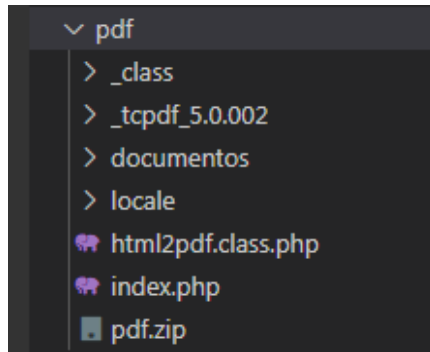 pdf
_class
_tcpdf_5.0.002
documentos
locale
html2pdf.class.php
index.php
pdf.zip